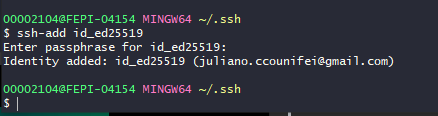 00002104@FEPI-04154 MINGW64 ~/.ssh
$ ssh-add id_ed25519
Enter passphrase for id_ed25519:
Identity added: id_ed25519 (juliano.ccounifei@gmail.com)
00002104@FEPI-04154 MINGW64 ~/.ssh
$